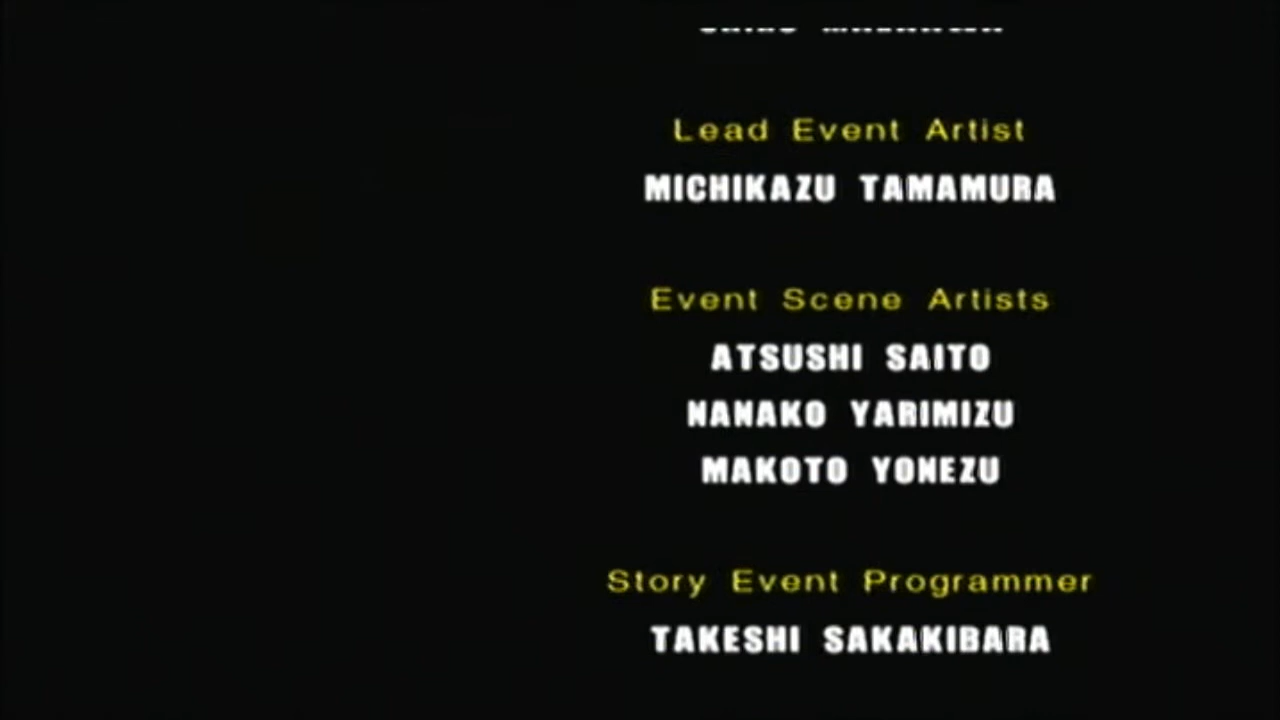 Lead Event Artist
MICHIKAZU TAMAMURA
Event Scene Artists
ATSUSHI SAITO
NANAKO YARIMIZU
MAKOTO YONEZU
Story Event Programmer
TAKESHI SAKAKIBARA